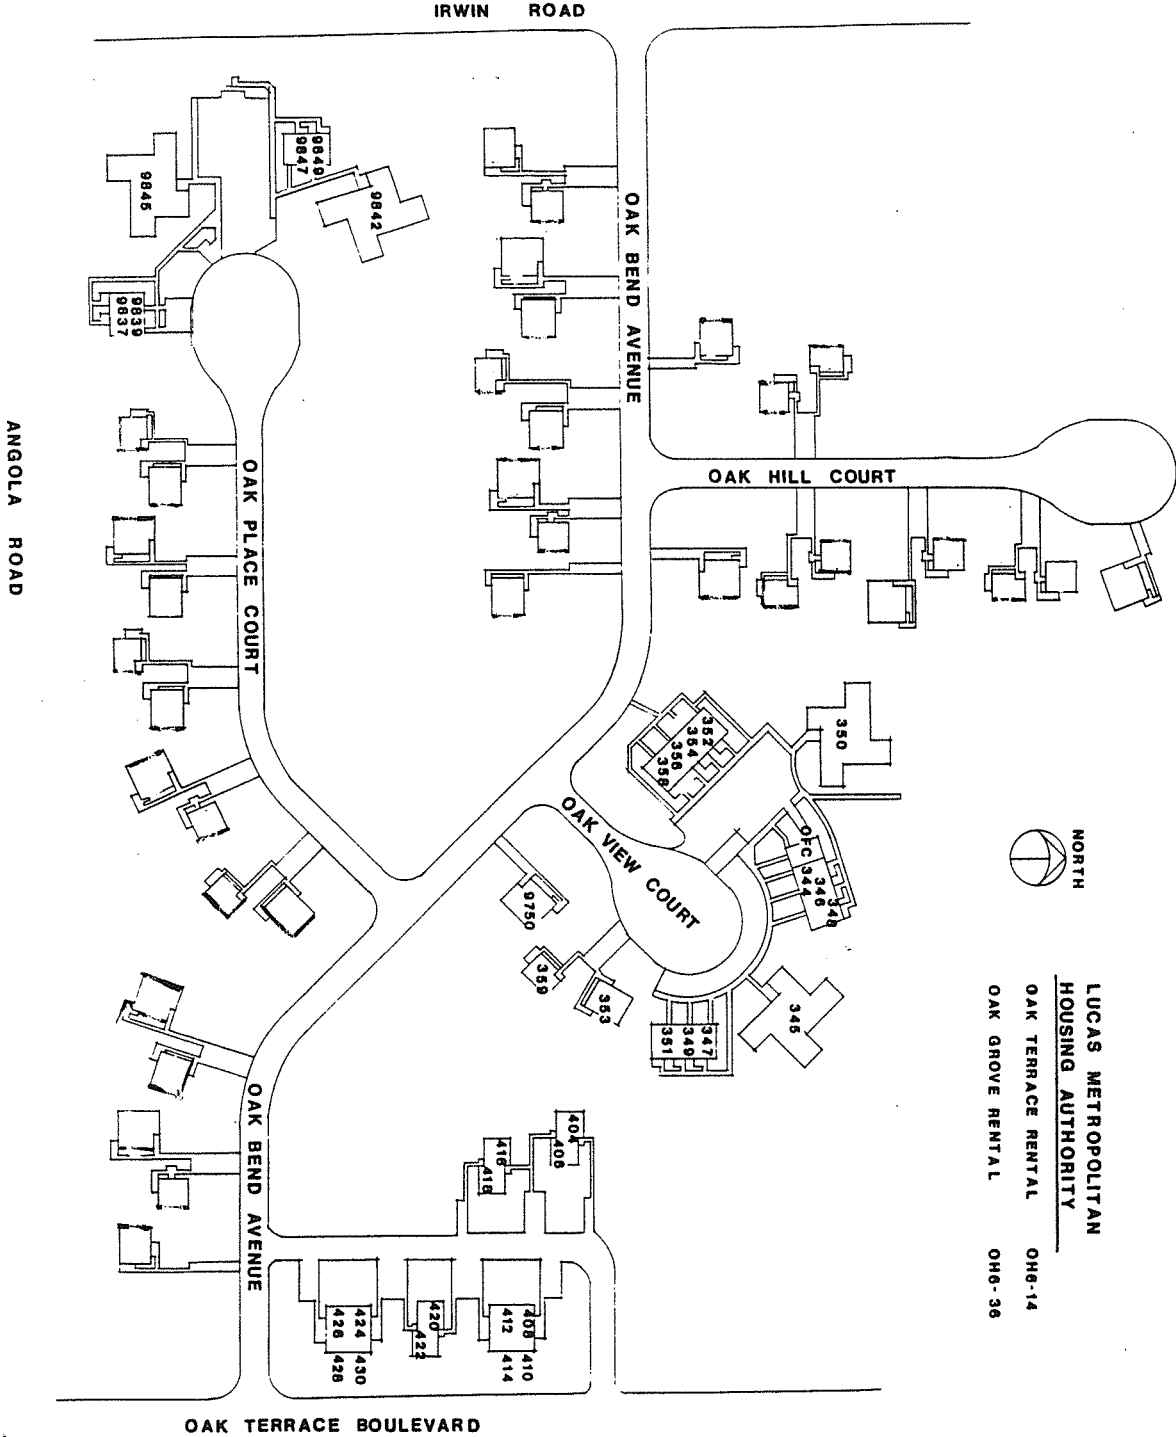 IRWIN ROAD
9849
9847
9845
9842
9839
9837
OAK BEND AVENUE
OAK HILL COURT
ANGOLA ROAD
OAK PLACE COURT
352
354
356
358
350
OAK VIEW COURT
OFC
344
346
348
9750
359
353
345
347
349
351
NORTH
LUCAS METROPOLITAN
HOUSING AUTHORITY
OAK TERRACE RENTAL OH6-14
OAK GROVE RENTAL OH6-36
OAK BEND AVENUE
404
406
416
418
424
426
430
428
420
422
408
412
410
414
OAK TERRACE BOULEVARD